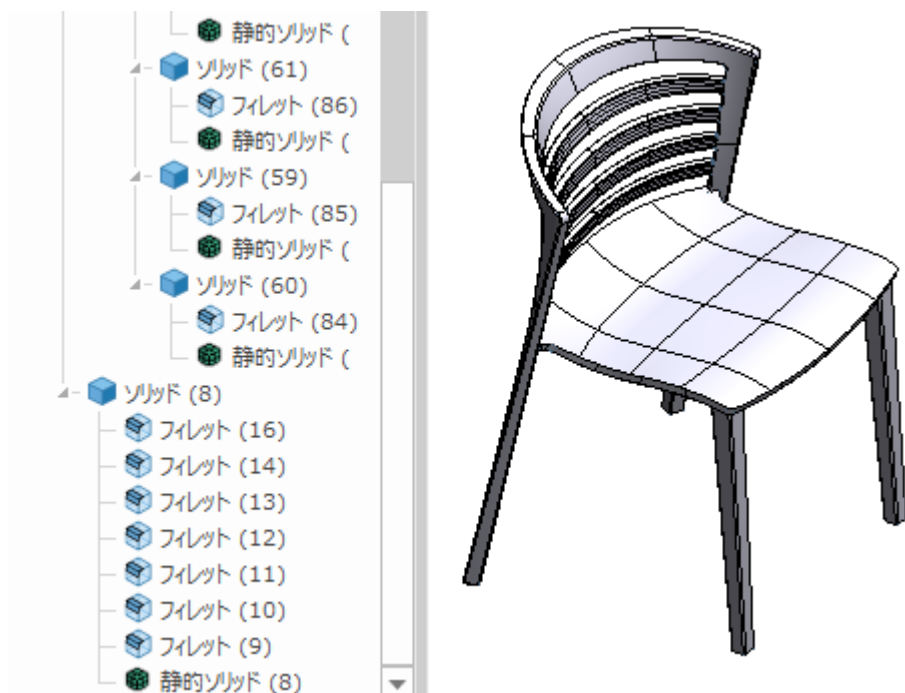 静的ソリッド (
ソリッド (61)
フィレット (86)
静的ソリッド (
ソリッド (59)
フィレット (85)
静的ソリッド (
ソリッド (60)
フィレット (84)
静的ソリッド (
ソリッド (8)
フィレット (16)
フィレット (14)
フィレット (13)
フィレット (12)
フィレット (11)
フィレット (10)
フィレット (9)
静的ソリッド (8)